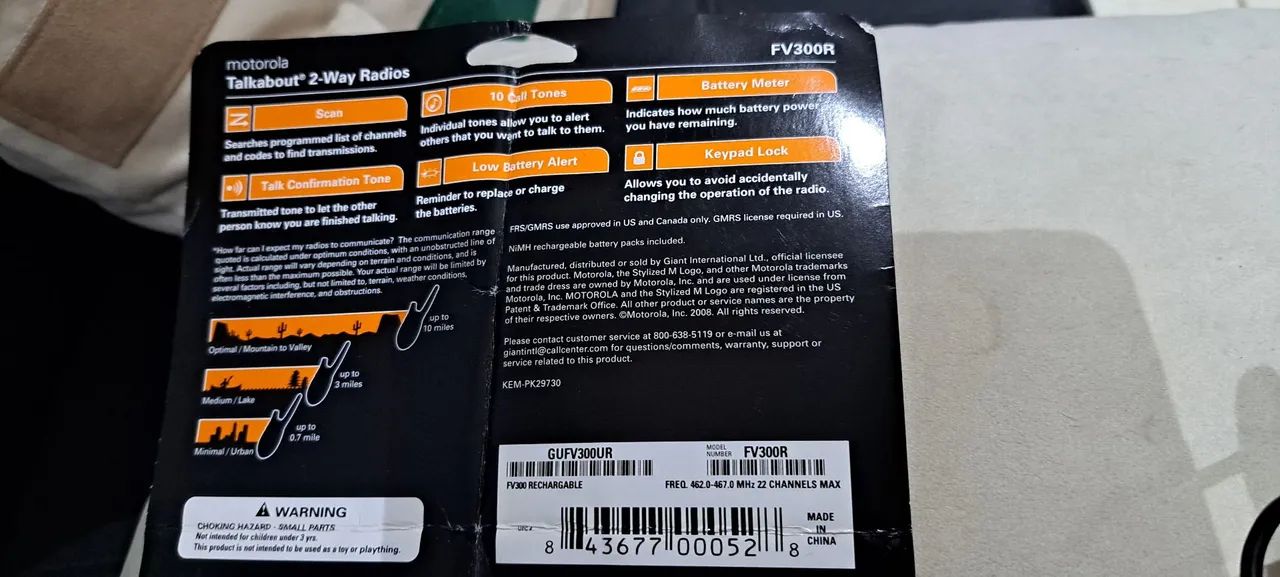 motorola
Talkabout® 2-Way Radios
FV300R
Scan
Searches programmed list of channels
and codes to find transmissions.
10 Call Tones
Individual tones allow you to alert
others that you want to talk to them.
Battery Meter
Indicates how much battery power
you have remaining.
Talk Confirmation Tone
Transmitted tone to let the other
person know you are finished talking.
Low Battery Alert
Reminder to replace or charge
the batteries.
Keypad Lock
Allows you to avoid accidentally
changing the operation of the radio.
*How far can I expect my radios to communicate? The communication range
quoted is calculated under optimum conditions, with an unobstructed line of
sight. Actual range will vary depending on terrain and conditions, and is
often less than the maximum possible. Your actual range will be limited by
several factors including, but not limited to, terrain, weather conditions,
electromagnetic interference, and obstructions.
up to
10 miles
Optimal / Mountain to Valley
up to
3 miles
Medium / Lake
up to
0.7 mile
Minimal / Urban
WARNING
CHOKING HAZARD - SMALL PARTS
Not intended for children under 3 yrs.
This product is not intended to be used as a toy or plaything.
FRS/GMRS use approved in US and Canada only. GMRS license required in US.
NiMH rechargeable battery packs included.
Manufactured, distributed or sold by Giant International Ltd., official licensee
for this product. Motorola, the Stylized M Logo, and other Motorola trademarks
and trade dress are owned by Motorola, Inc. and are used under license from
Motorola, Inc. MOTOROLA and the Stylized M Logo are registered in the US
Patent & Trademark Office. All other product or service names are the property
of their respective owners. ©Motorola, Inc. 2008. All rights reserved.
Please contact customer service at 800-638-5119 or e-mail us at
giantintl@callcenter.com for questions/comments, warranty, support or
service related to this product.
KEM-PK29730
GUFV300UR
FV300 RECHARGABLE
MODEL
NUMBER FV300R
FREQ. 462.0-467.0 MHz 22 CHANNELS MAX
8 43677 00052 8
MADE
IN
CHINA